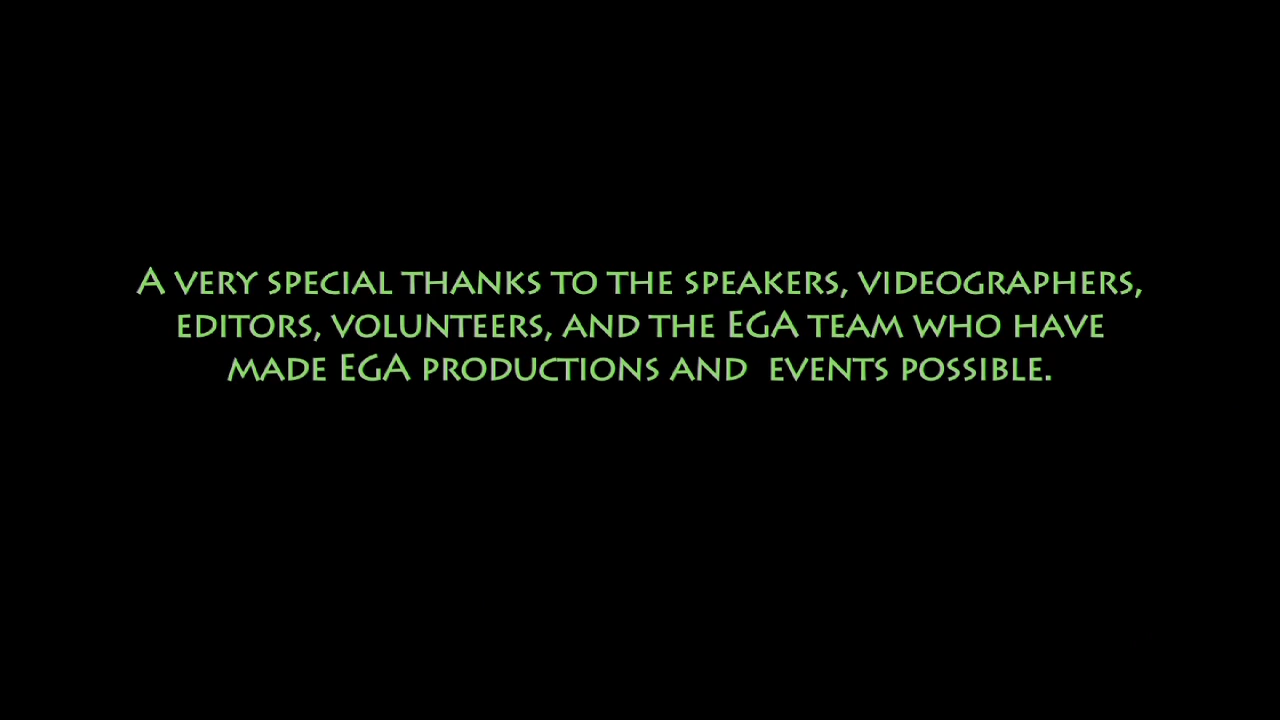 A VERY SPECIAL THANKS TO THE SPEAKERS, VIDEOGRAPHERS,
EDITORS, VOLUNTEERS, AND THE EGA TEAM WHO HAVE
MADE EGA PRODUCTIONS AND  EVENTS POSSIBLE.